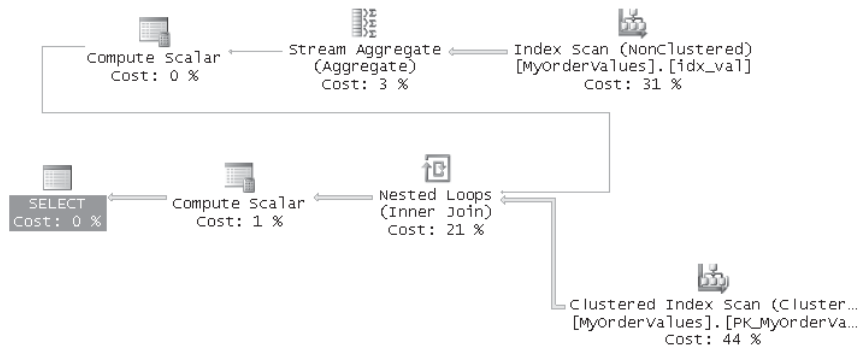 Compute Scalar
Cost: 0 %
Stream Aggregate
(Aggregate)
Cost: 3 %
Index Scan (NonClustered)
[MyOrderValues].[idx_val]
Cost: 31 %
SELECT
Cost: 0 %
Compute Scalar
Cost: 1 %
Nested Loops
(Inner Join)
Cost: 21 %
Clustered Index Scan (Cluster…
[MyOrderValues].[PK_MyOrderVa…
Cost: 44 %